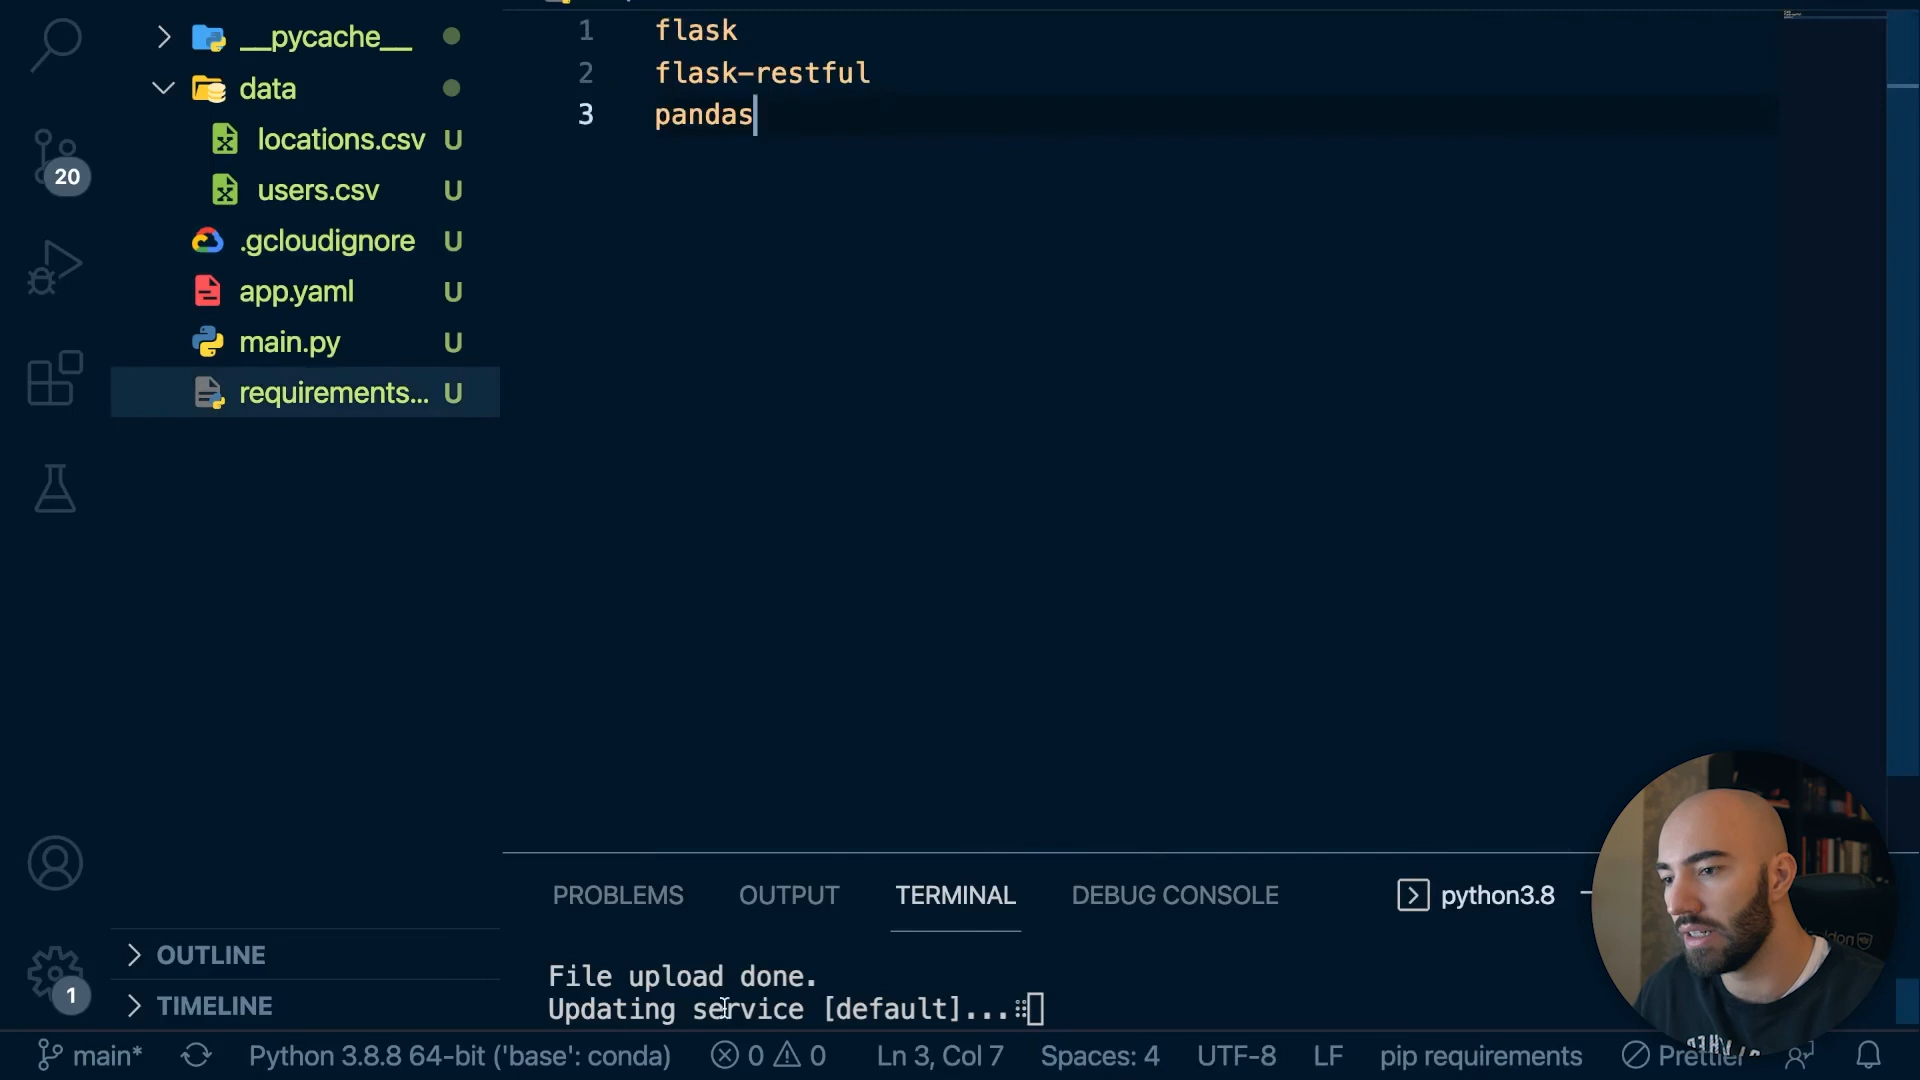 __pycache__
data
locations.csv U
users.csv U
.gcloudignore U
app.yaml U
main.py U
requirements... U
20
1
OUTLINE
TIMELINE
1 flask
2 flask-restful
3 pandas
PROBLEMS OUTPUT TERMINAL DEBUG CONSOLE python3.8
File upload done.
Updating service [default]...
main* Python 3.8.8 64-bit ('base': conda) 0 0 Ln 3, Col 7 Spaces: 4 UTF-8 LF pip requirements Prettier